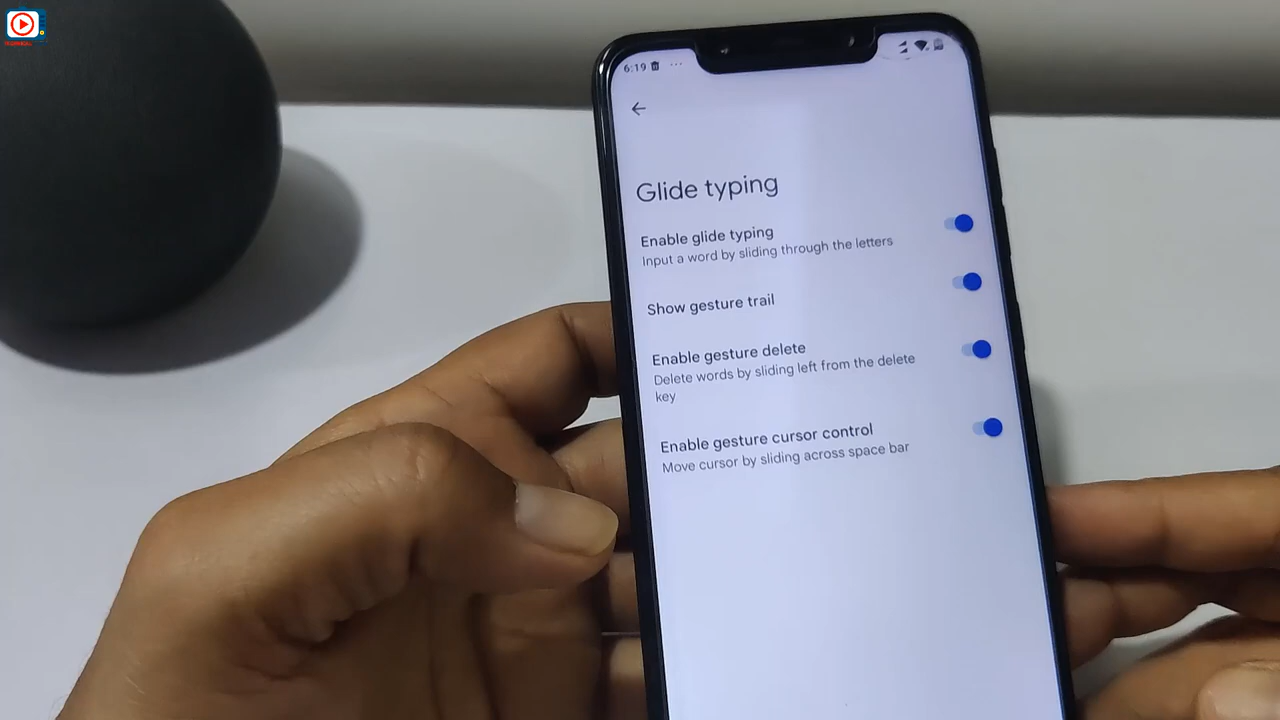 6:19
Glide typing
Enable glide typing
Input a word by sliding through the letters
Show gesture trail
Enable gesture delete
Delete words by sliding left from the delete
key
Enable gesture cursor control
Move cursor by sliding across space bar